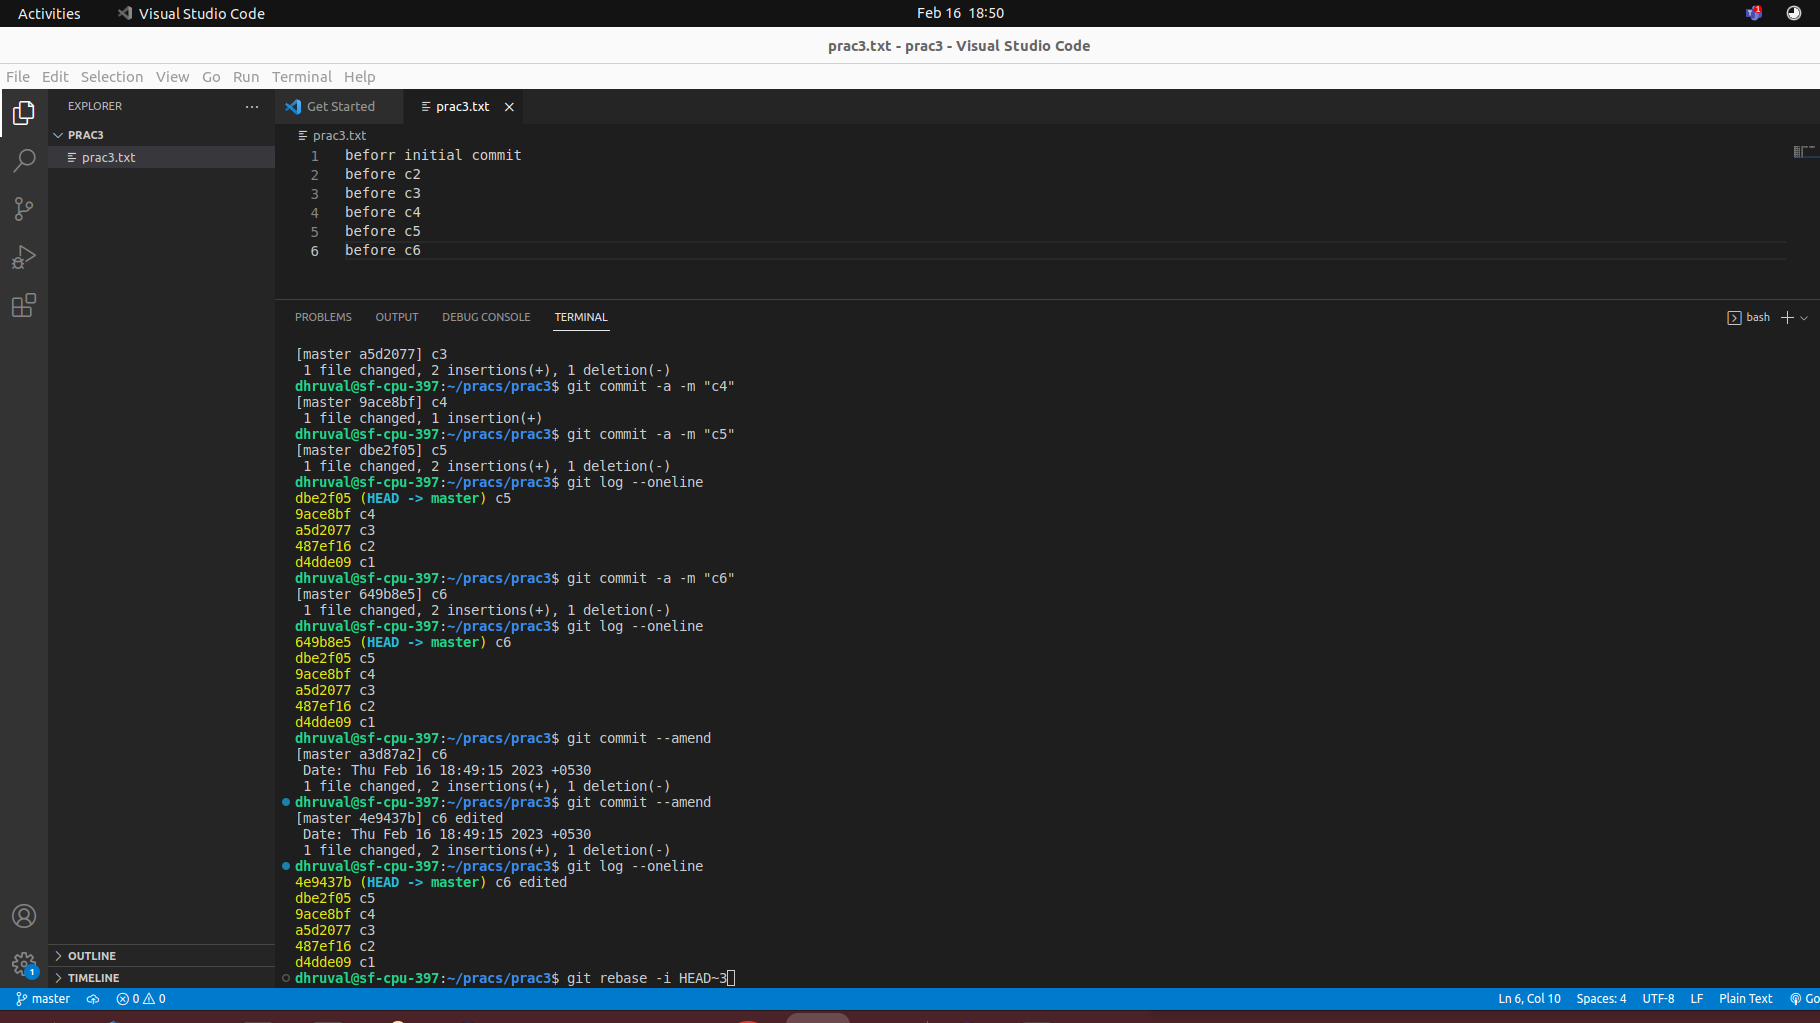 Activities Visual Studio Code Feb 16 18:50 1
prac3.txt - prac3 - Visual Studio Code
File Edit Selection View Go Run Terminal Help
EXPLORER ··· Get Started prac3.txt
PRAC3 prac3.txt
prac3.txt
1 beforr initial commit
2 before c2
3 before c3
4 before c4
5 before c5
6 before c6
PROBLEMS OUTPUT DEBUG CONSOLE TERMINAL bash
[master a5d2077] c3
1 file changed, 2 insertions(+), 1 deletion(-)
dhruval@sf-cpu-397:~/pracs/prac3$ git commit -a -m "c4"
[master 9ace8bf] c4
1 file changed, 1 insertion(+)
dhruval@sf-cpu-397:~/pracs/prac3$ git commit -a -m "c5"
[master dbe2f05] c5
1 file changed, 2 insertions(+), 1 deletion(-)
dhruval@sf-cpu-397:~/pracs/prac3$ git log --oneline
dbe2f05 (HEAD -> master) c5
9ace8bf c4
a5d2077 c3
487ef16 c2
d4dde09 c1
dhruval@sf-cpu-397:~/pracs/prac3$ git commit -a -m "c6"
[master 649b8e5] c6
1 file changed, 2 insertions(+), 1 deletion(-)
dhruval@sf-cpu-397:~/pracs/prac3$ git log --oneline
649b8e5 (HEAD -> master) c6
dbe2f05 c5
9ace8bf c4
a5d2077 c3
487ef16 c2
d4dde09 c1
dhruval@sf-cpu-397:~/pracs/prac3$ git commit --amend
[master a3d87a2] c6
Date: Thu Feb 16 18:49:15 2023 +0530
1 file changed, 2 insertions(+), 1 deletion(-)
dhruval@sf-cpu-397:~/pracs/prac3$ git commit --amend
[master 4e9437b] c6 edited
Date: Thu Feb 16 18:49:15 2023 +0530
1 file changed, 2 insertions(+), 1 deletion(-)
dhruval@sf-cpu-397:~/pracs/prac3$ git log --oneline
4e9437b (HEAD -> master) c6 edited
dbe2f05 c5
9ace8bf c4
a5d2077 c3
487ef16 c2
d4dde09 c1
dhruval@sf-cpu-397:~/pracs/prac3$ git rebase -i HEAD~3
OUTLINE
1
TIMELINE
master 0 0 Ln 6, Col 10 Spaces: 4 UTF-8 LF Plain Text Go